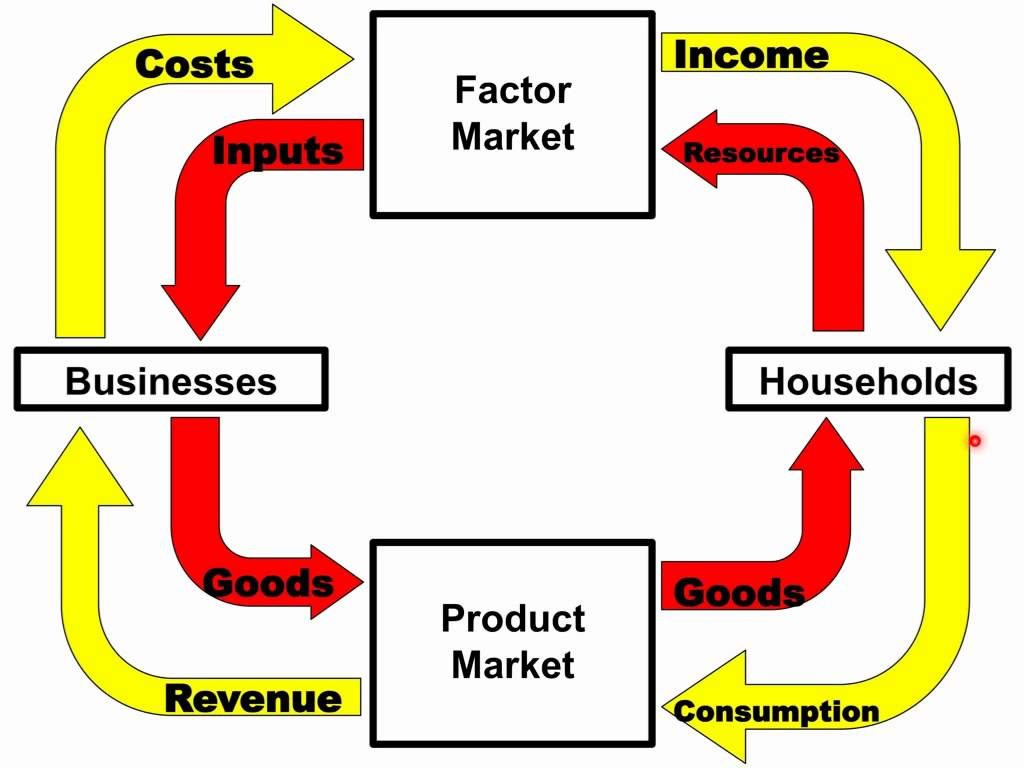 Costs
Income
Factor
Market
Inputs
Resources
Businesses
Households
Goods
Goods
Product
Market
Revenue
Consumption